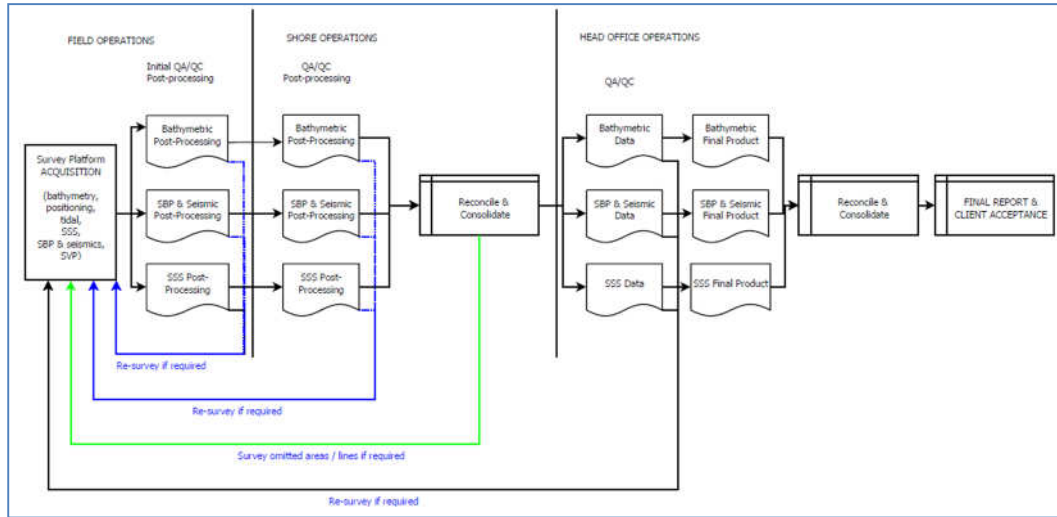 FIELD OPERATIONS
Initial QA/QC
Post-processing
SHORE OPERATIONS
QA/QC
Post-processing
HEAD OFFICE OPERATIONS
QA/QC
Survey Platform
ACQUISITION
(bathymetry,
positioning,
tidal,
SSS,
SBP & seismics,
SVP)
Bathymetric
Post-Processing
SBP & Seismic
Post-Processing
SSS Post-
Processing
Bathymetric
Post-Processing
SBP & Seismic
Post-Processing
SSS Post-
Processing
Reconcile &
Consolidate
Bathymetric
Data
SBP & Seismic
Data
SSS Data
Bathymetric
Final Product
SBP & Seismic
Final Product
SSS Final Product
Reconcile &
Consolidate
FINAL REPORT &
CLIENT ACCEPTANCE
Re-survey if required
Re-survey if required
Survey omitted areas / lines if required
Re-survey if required